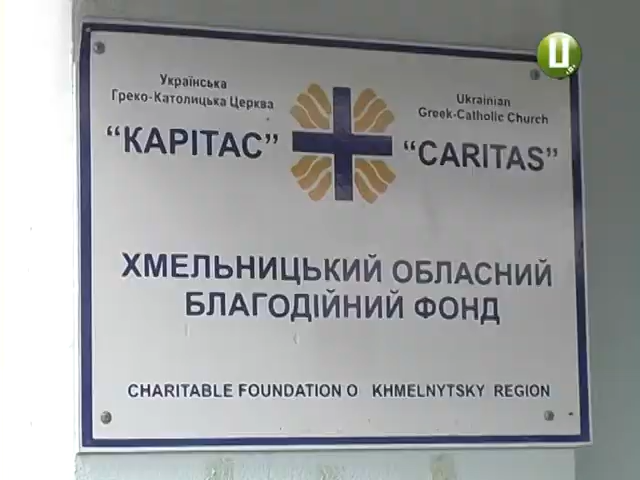 Українська
Греко-Католицька Церква
"КАРІТАС"
Ukrainian
Greek-Catholic Church
"CARITAS"
ХМЕЛЬНИЦЬКИЙ ОБЛАСНИЙ
БЛАГОДІЙНИЙ ФОНД
CHARITABLE FOUNDATION O KHMELNYTSKY REGION
Ц